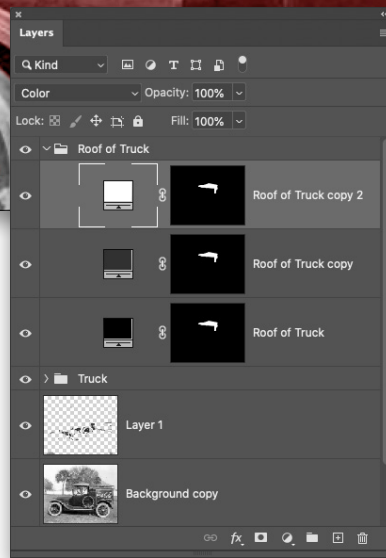 Layers
Kind
Color Opacity: 100%
Lock: Fill: 100%
Roof of Truck
Roof of Truck copy 2
Roof of Truck copy
Roof of Truck
Truck
Layer 1
Background copy
fx